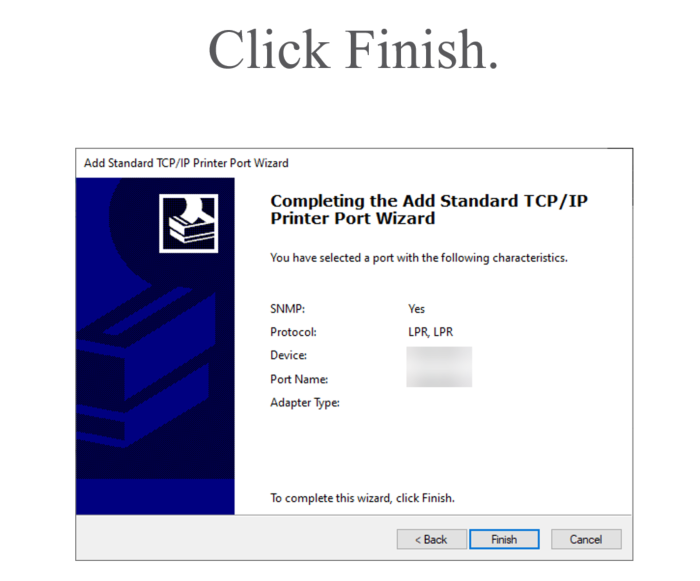 Click Finish.
Add Standard TCP/IP Printer Port Wizard
Completing the Add Standard TCP/IP
Printer Port Wizard
You have selected a port with the following characteristics.
SNMP: Yes
Protocol: LPR, LPR
Device:
Port Name:
Adapter Type:
To complete this wizard, click Finish.
< Back Finish Cancel